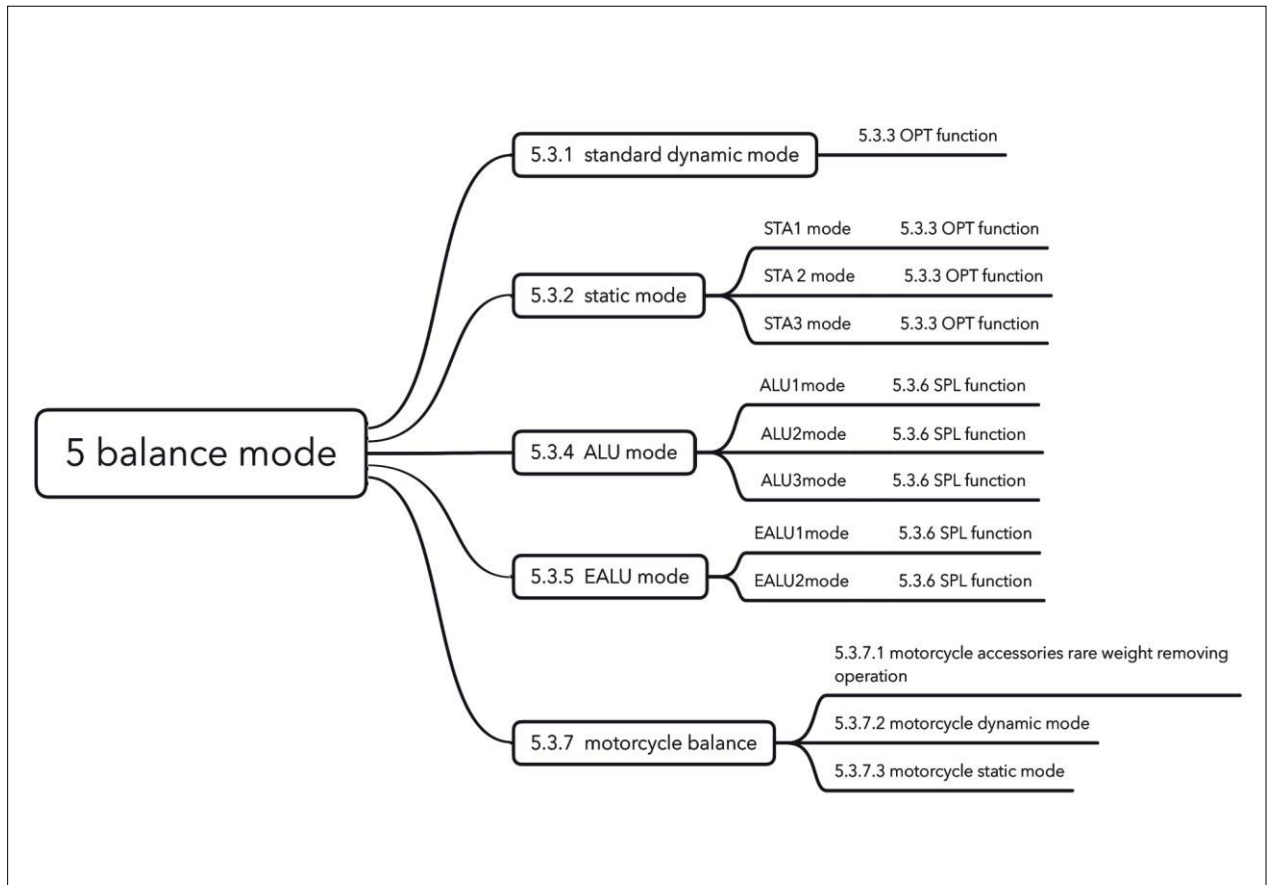 5 balance mode
5.3.1 standard dynamic mode
5.3.3 OPT function
5.3.2 static mode
STA1 mode 5.3.3 OPT function
STA 2 mode 5.3.3 OPT function
STA3 mode 5.3.3 OPT function
5.3.4 ALU mode
ALU1mode 5.3.6 SPL function
ALU2mode 5.3.6 SPL function
ALU3mode 5.3.6 SPL function
5.3.5 EALU mode
EALU1mode 5.3.6 SPL function
EALU2mode 5.3.6 SPL function
5.3.7 motorcycle balance
5.3.7.1 motorcycle accessories rare weight removing
operation
5.3.7.2 motorcycle dynamic mode
5.3.7.3 motorcycle static mode